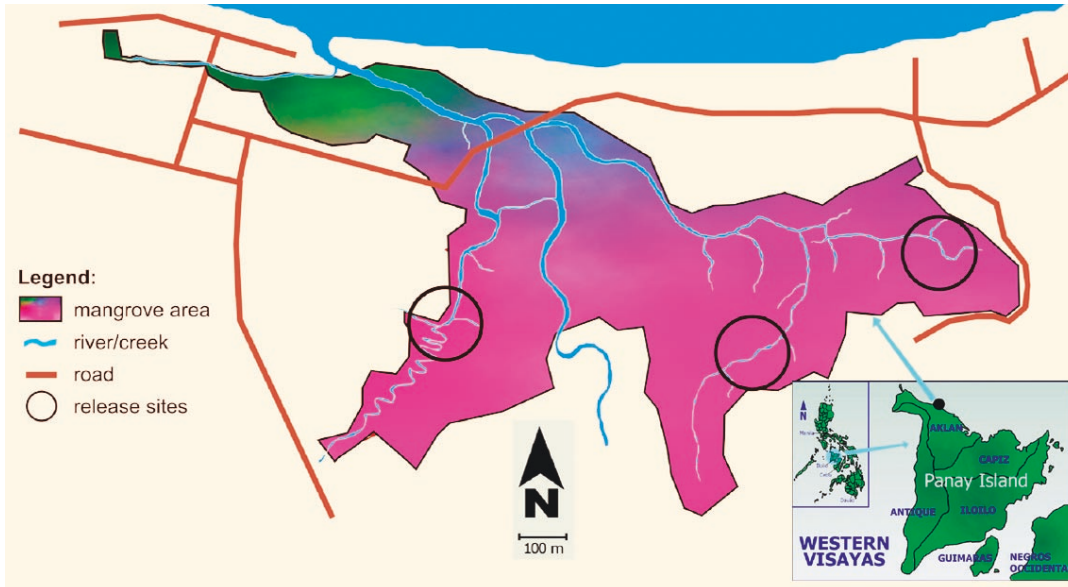 Legend:
mangrove area
river/creek
road
release sites
N
100 m
N
AKLAN
CAPIZ
Panay Island
ANTIQUE
ILOILO
WESTERN
VISAYAS
GUIMARAS
NEGROS
OCCIDENTA